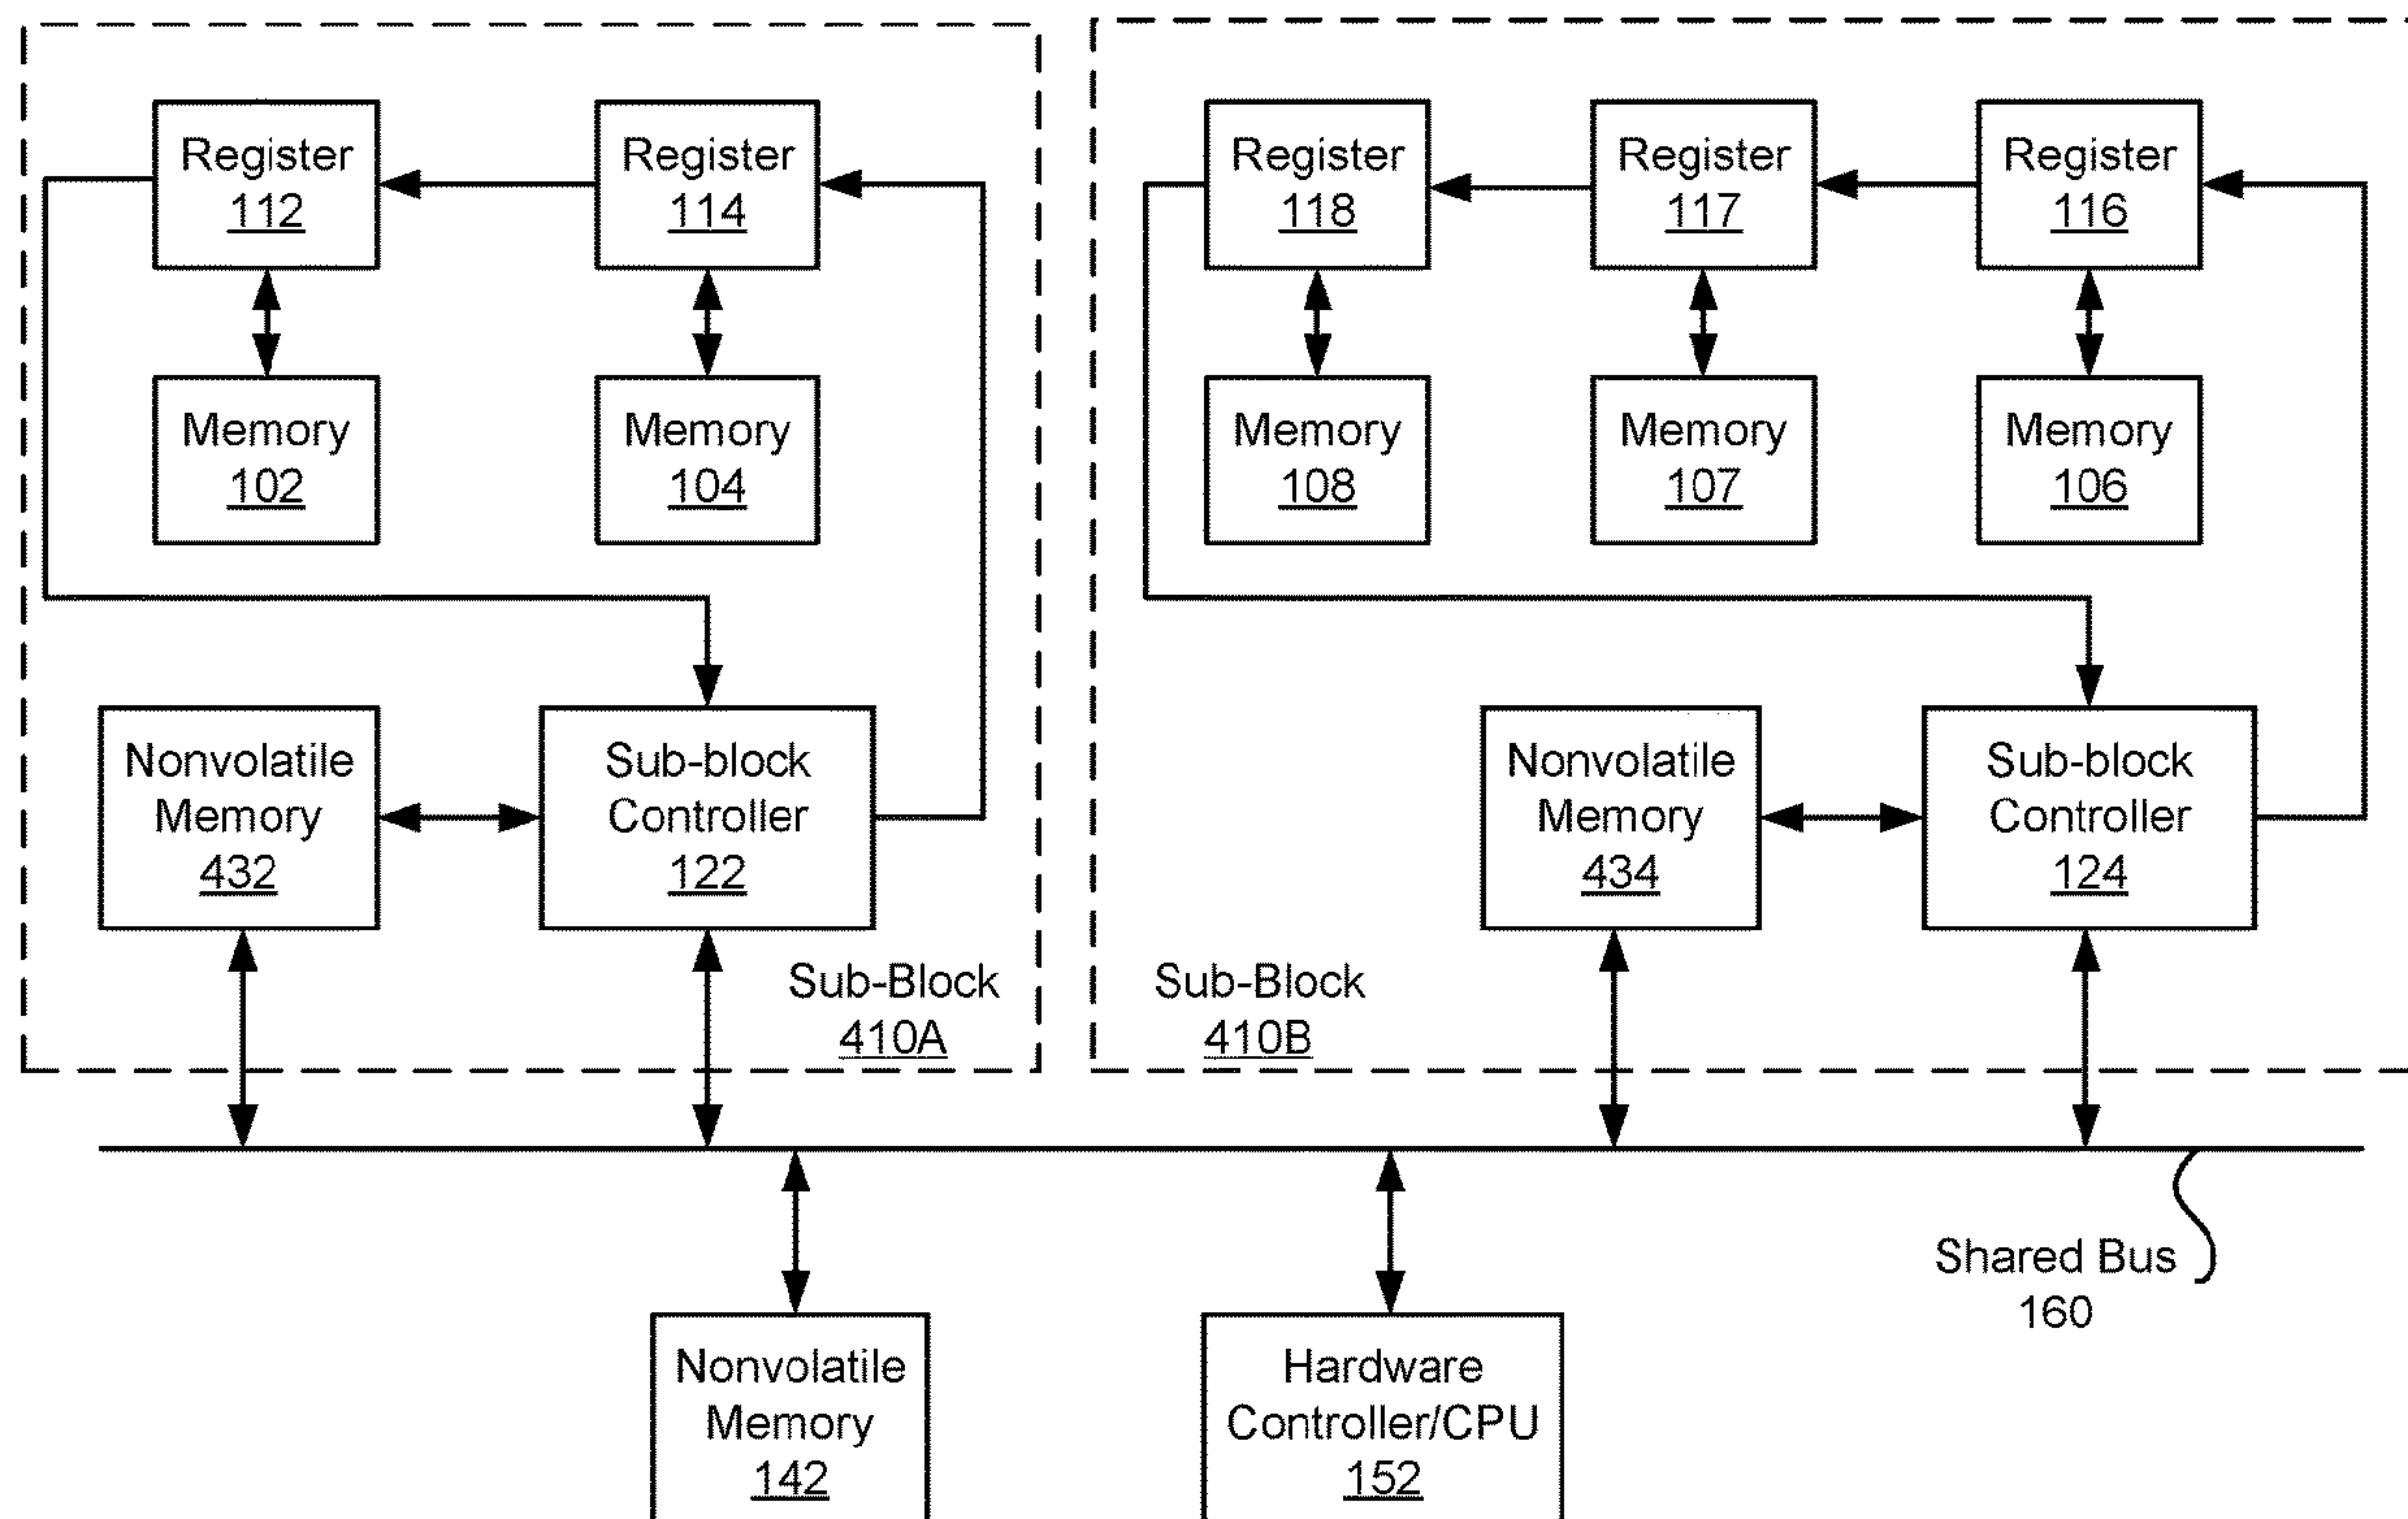 Register
112
Register
114
Register
118
Register
117
Register
116
Memory
102
Memory
104
Memory
108
Memory
107
Memory
106
Nonvolatile
Memory
432
Sub-block
Controller
122
Nonvolatile
Memory
434
Sub-block
Controller
124
Sub-Block
410A
Sub-Block
410B
Shared Bus
160
Nonvolatile
Memory
142
Hardware
Controller/CPU
152